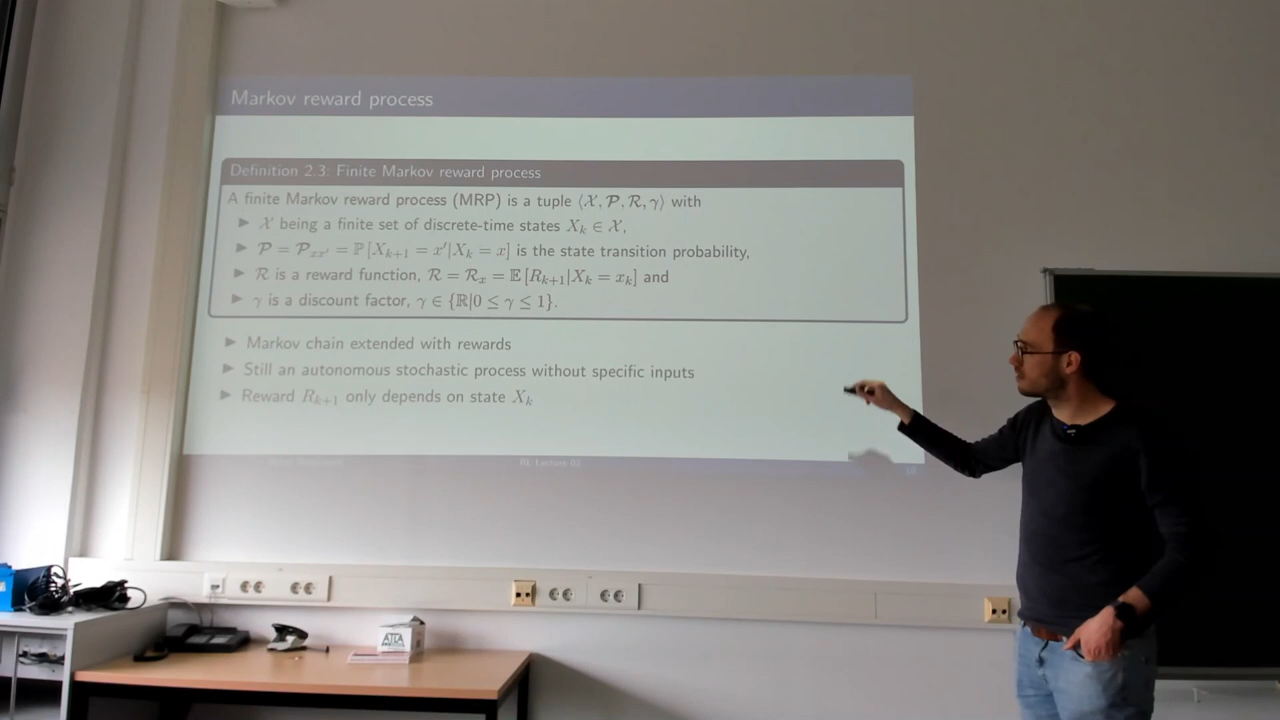 Markov reward process
Definition 2.3: Finite Markov reward process
A finite Markov reward process (MRP) is a tuple ⟨𝒳, 𝓟, 𝓡, γ⟩ with
▶ 𝒳 being a finite set of discrete-time states X_k ∈ 𝒳,
▶ 𝓟 = 𝓟_{xx'} = ℙ[X_{k+1} = x'|X_k = x] is the state transition probability,
▶ 𝓡 is a reward function, 𝓡 = 𝓡_x = 𝔼[R_{k+1}|X_k = x_k] and
▶ γ is a discount factor, γ ∈ {ℝ|0 ≤ γ ≤ 1}.
▶ Markov chain extended with rewards
▶ Still an autonomous stochastic process without specific inputs
▶ Reward R_{k+1} only depends on state X_k
RL Lecture 02
ATLA